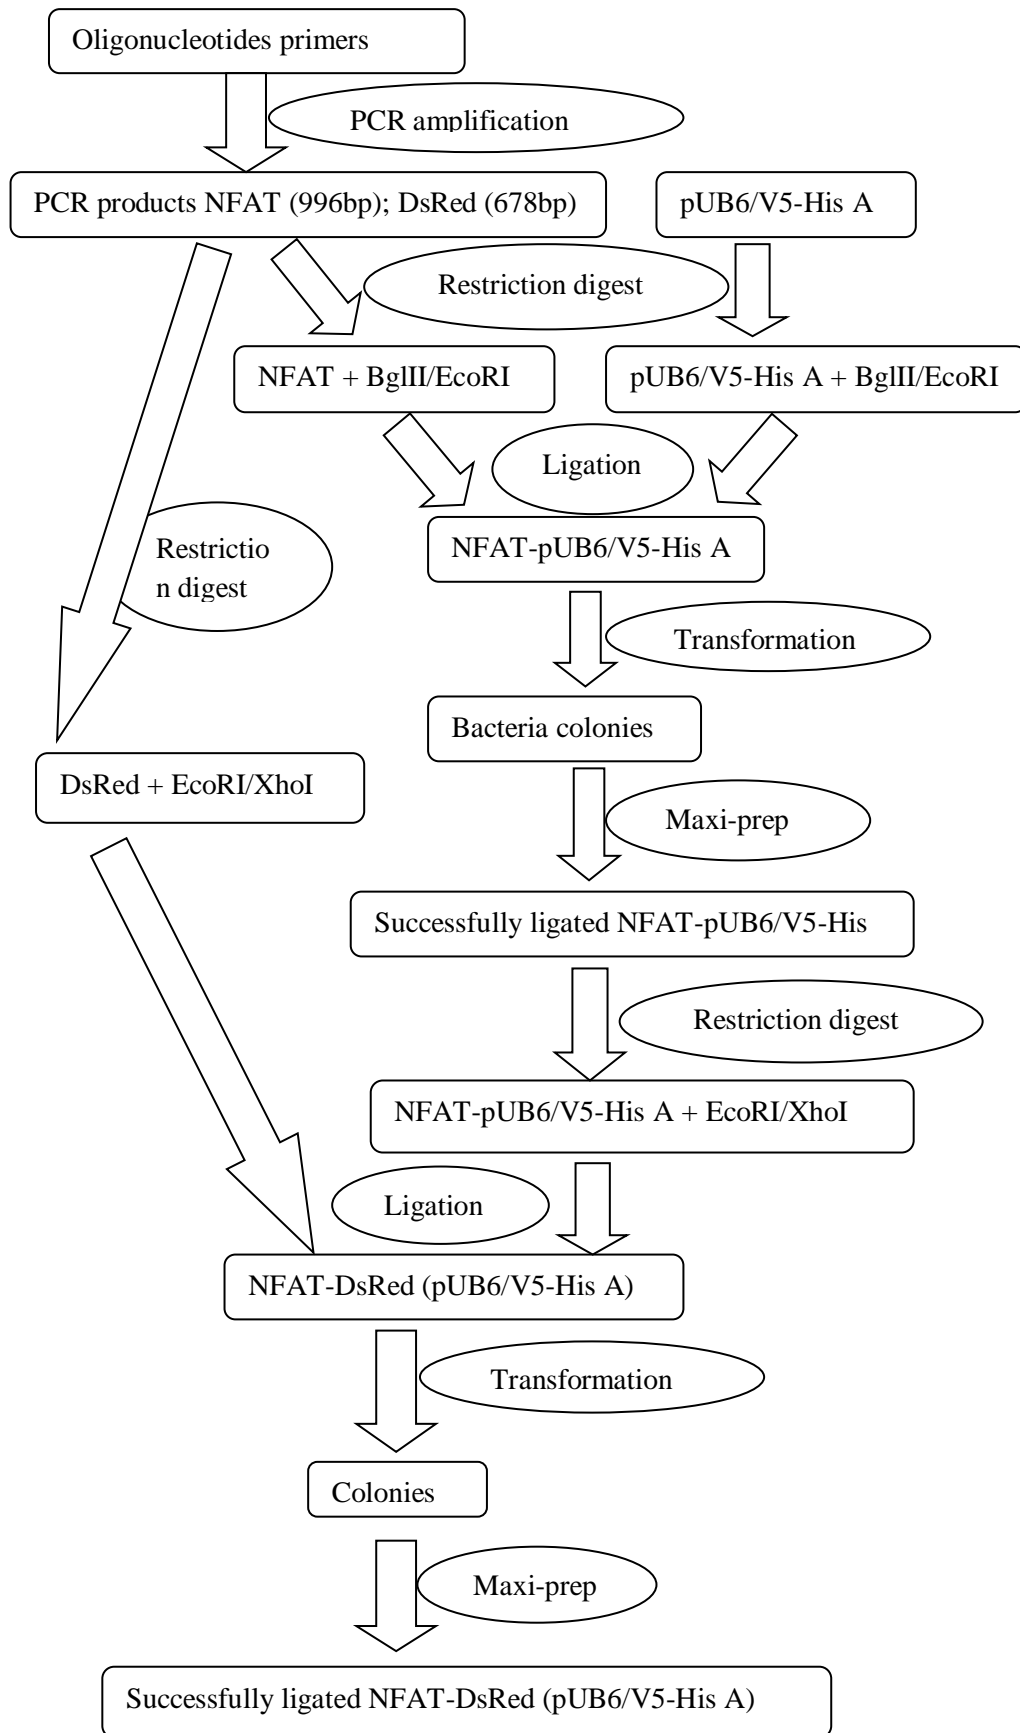 Oligonucleotides primers
PCR amplification
PCR products NFAT (996bp); DsRed (678bp)
pUB6/V5-His A
Restriction digest
NFAT + BglII/EcoRI
pUB6/V5-His A + BglII/EcoRI
Ligation
NFAT-pUB6/V5-His A
Restrictio
n digest
Transformation
Bacteria colonies
DsRed + EcoRI/XhoI
Maxi-prep
Successfully ligated NFAT-pUB6/V5-His
Restriction digest
NFAT-pUB6/V5-His A + EcoRI/XhoI
Ligation
NFAT-DsRed (pUB6/V5-His A)
Transformation
Colonies
Maxi-prep
Successfully ligated NFAT-DsRed (pUB6/V5-His A)